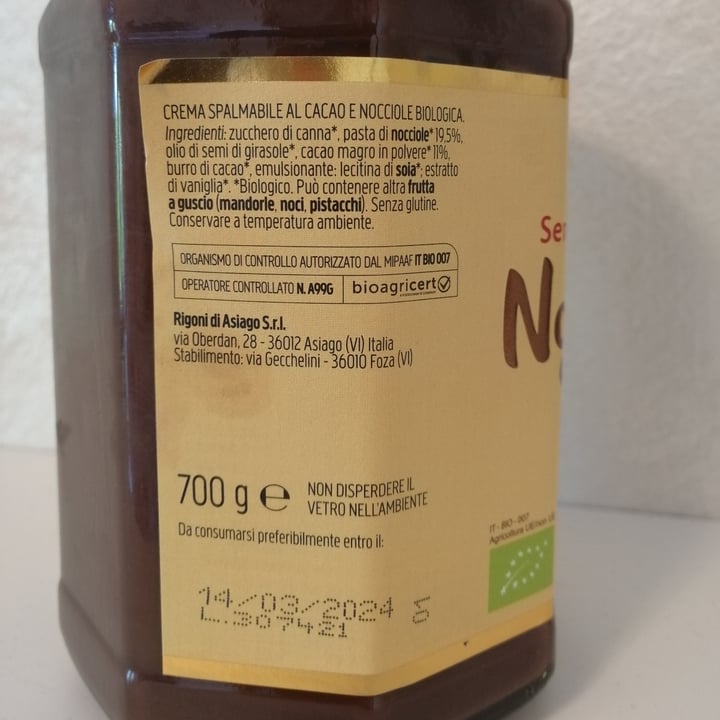 CREMA SPALMABILE AL CACAO E NOCCIOLE BIOLOGICA.
Ingredienti: zucchero di canna*, pasta di nocciole* 19,5%,
olio di semi di girasole*, cacao magro in polvere* 11%,
burro di cacao*, emulsionante: lecitina di soia*; estratto
di vaniglia*. *Biologico. Può contenere altra frutta
a guscio (mandorle, noci, pistacchi). Senza glutine.
Conservare a temperatura ambiente.
ORGANISMO DI CONTROLLO AUTORIZZATO DAL MIPAAF IT BIO 007
OPERATORE CONTROLLATO N. A99G
bioagricert
Rigoni di Asiago S.r.l.
via Oberdan, 28 - 36012 Asiago (VI) Italia
Stabilimento: via Gecchelini - 36010 Foza (VI)
700 g e
NON DISPERDERE IL
VETRO NELL'AMBIENTE
Da consumarsi preferibilmente entro il:
14/03/2024
L.307421
01
Ser
No
IT-BIO-007
Agricoltura UE/non UE